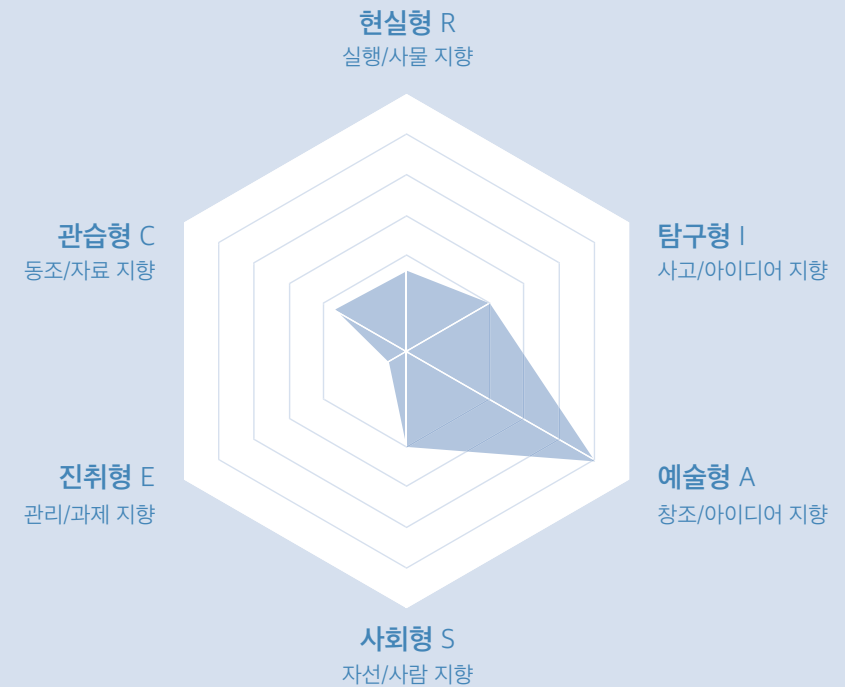 현실형 R
실행/사물 지향
관습형 C
동조/자료 지향
탐구형 I
사고/아이디어 지향
진취형 E
관리/과제 지향
예술형 A
창조/아이디어 지향
사회형 S
자선/사람 지향